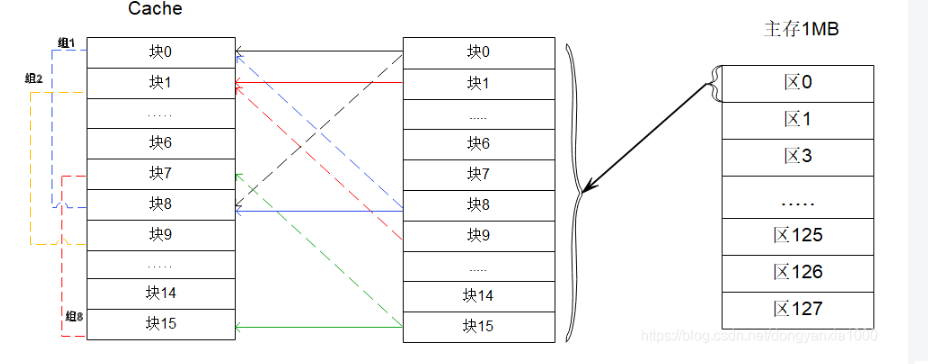 Cache
组1
组2
组8
块0
块1
.....
块6
块7
块8
块9
.....
块14
块15
块0
块1
.....
块6
块7
块8
块9
.....
块14
块15
主存1MB
区0
区1
区3
.....
区125
区126
区127
https://blog.csdn.net/dongyanxia1000